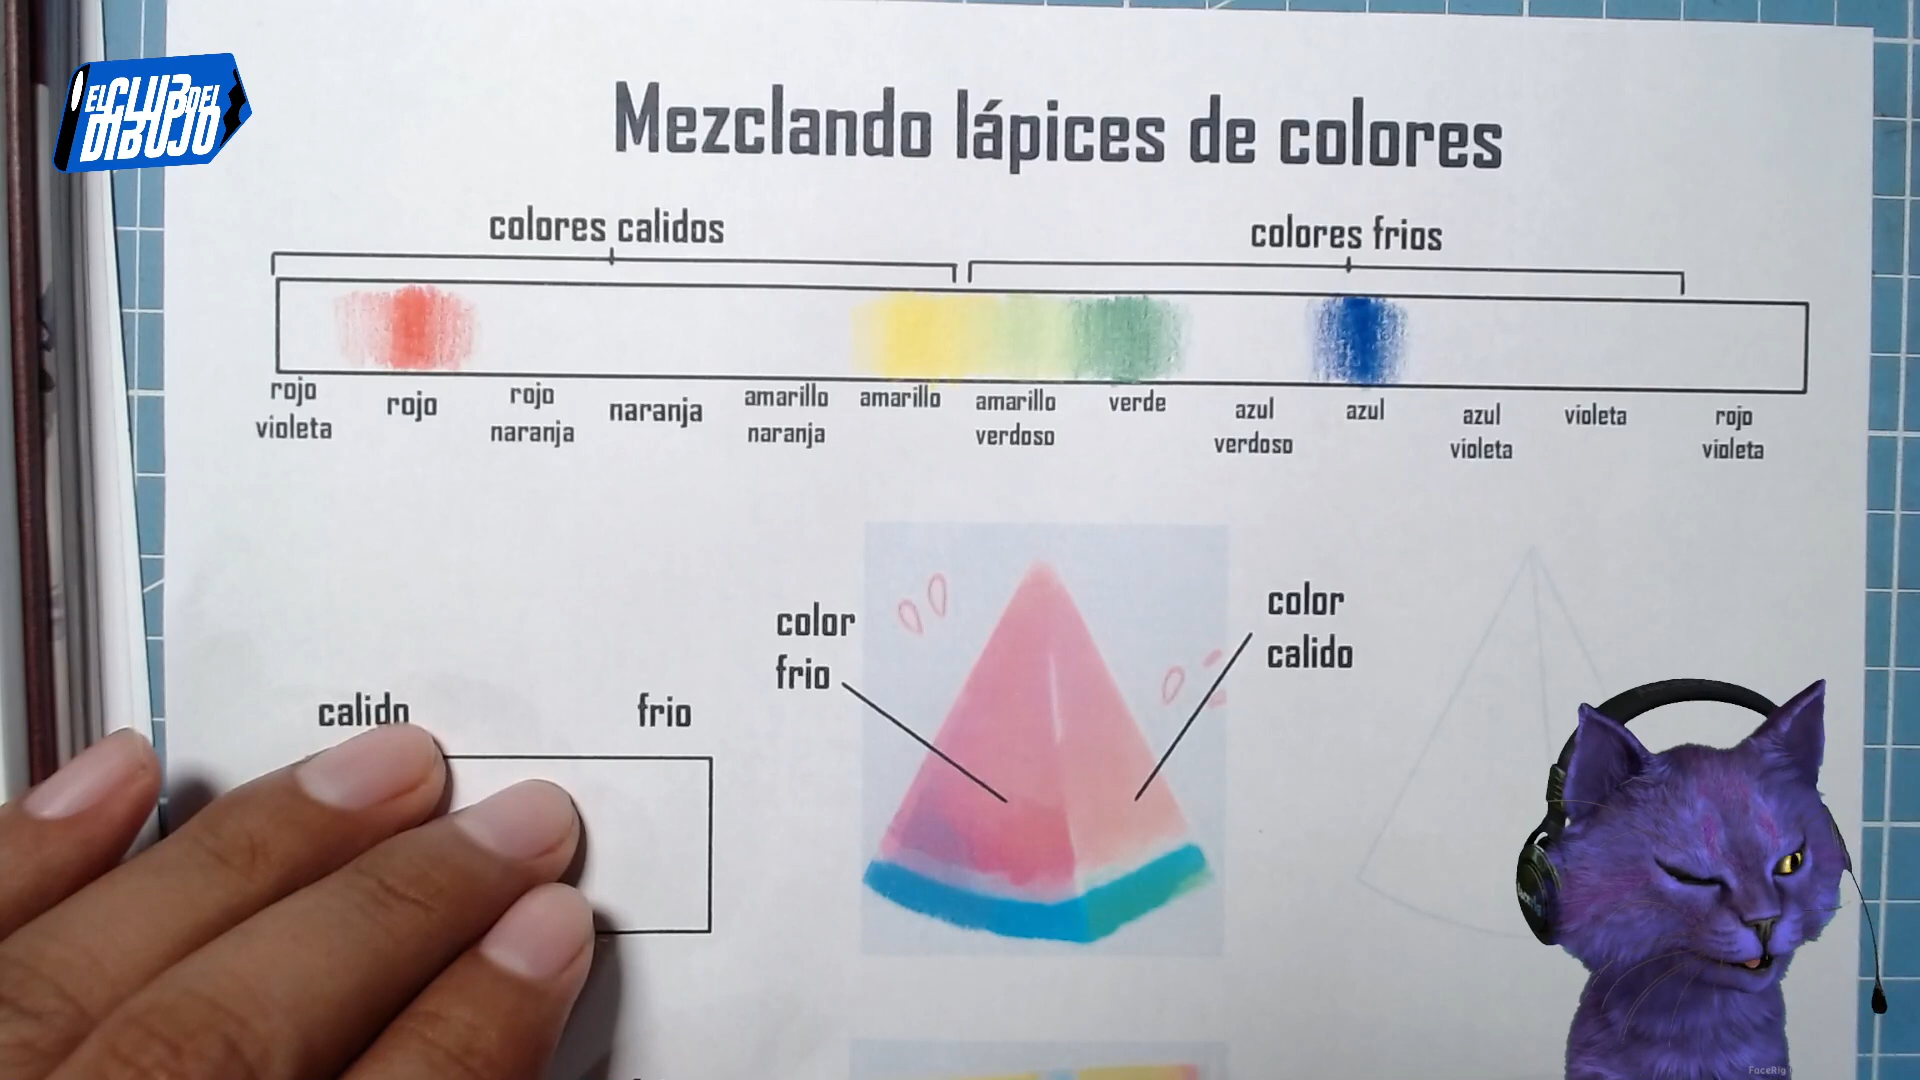 EL CLUB DEL
DIBUJO
Mezclando lápices de colores
colores calidos
colores frios
rojo
violeta
rojo
rojo
naranja
naranja
amarillo
naranja
amarillo
amarillo
verdoso
verde
azul
verdoso
azul
azul
violeta
violeta
rojo
violeta
color
frio
color
calido
calido
frio
FaceRig